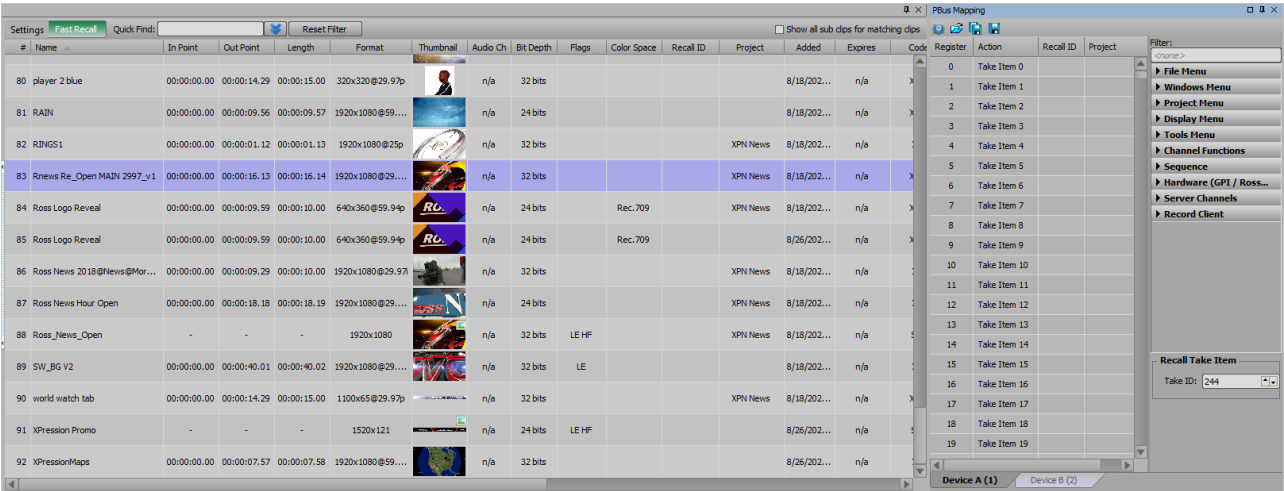 PBus Mapping
Settings Fast Recall Quick Find: Reset Filter Show all sub clips for matching clips
# Name In Point Out Point Length Format Thumbnail Audio Ch Bit Depth Flags Color Space Recall ID Project Added Expires Code
80 player 2 blue 00:00:00.00 00:00:14.29 00:00:15.00 320x320@29.97p n/a 32 bits 8/18/202... n/a
81 RAIN 00:00:00.00 00:00:09.56 00:00:09.57 1920x1080@59.... n/a 24 bits 8/18/202... n/a
82 RINGS1 00:00:00.00 00:00:01.12 00:00:01.13 1920x1080@25p n/a 32 bits XPN News 8/18/202... n/a
83 Rnews Re_Open MAIN 2997_v1 00:00:00.00 00:00:16.13 00:00:16.14 1920x1080@29.... n/a 32 bits XPN News 8/18/202... n/a
84 Ross Logo Reveal 00:00:00.00 00:00:09.59 00:00:10.00 640x360@59.94p n/a 24 bits Rec.709 XPN News 8/18/202... n/a
85 Ross Logo Reveal 00:00:00.00 00:00:09.59 00:00:10.00 640x360@59.94p n/a 24 bits Rec.709 8/26/202... n/a
86 Ross News 2018@News@Mor... 00:00:00.00 00:00:09.29 00:00:10.00 1920x1080@29.97i n/a 32 bits XPN News 8/18/202... n/a
87 Ross News Hour Open 00:00:00.00 00:00:18.18 00:00:18.19 1920x1080@29.... n/a 24 bits XPN News 8/18/202... n/a
88 Ross_News_Open - - - 1920x1080 n/a 32 bits LE HF XPN News 8/18/202... n/a
89 SW_BG V2 00:00:00.00 00:00:40.01 00:00:40.02 1920x1080@29.... n/a 32 bits LE 8/18/202... n/a
90 world watch tab 00:00:00.00 00:00:14.29 00:00:15.00 1100x65@29.97p n/a 32 bits XPN News 8/18/202... n/a
91 XPression Promo - - - 1520x121 n/a 24 bits LE HF 8/26/202... n/a
92 XPressionMaps 00:00:00.00 00:00:07.57 00:00:07.58 1920x1080@59.... n/a 32 bits 8/26/202... n/a
Register Action Recall ID Project
0 Take Item 0
1 Take Item 1
2 Take Item 2
3 Take Item 3
4 Take Item 4
5 Take Item 5
6 Take Item 6
7 Take Item 7
8 Take Item 8
9 Take Item 9
10 Take Item 10
11 Take Item 11
12 Take Item 12
13 Take Item 13
14 Take Item 14
15 Take Item 15
16 Take Item 16
17 Take Item 17
18 Take Item 18
19 Take Item 19
Device A (1) Device B (2)
Filter:
<none>
File Menu
Windows Menu
Project Menu
Display Menu
Tools Menu
Channel Functions
Sequence
Hardware (GPI / Ross...
Server Channels
Record Client
Recall Take Item
Take ID: 244